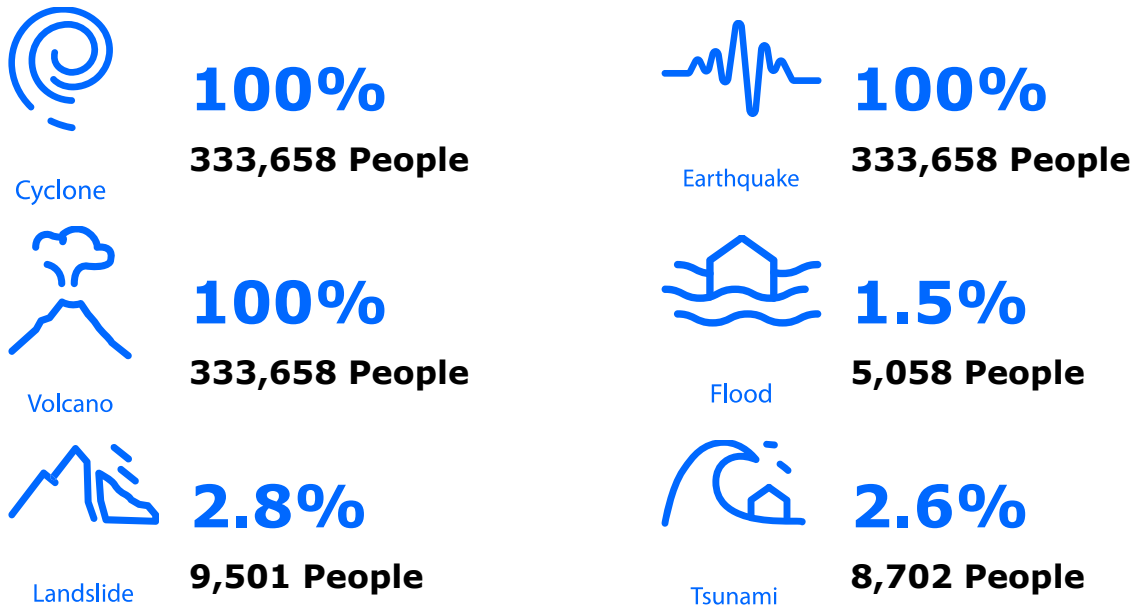 100%
333,658 People
Cyclone
100%
333,658 People
Earthquake
100%
333,658 People
Volcano
1.5%
5,058 People
Flood
2.8%
9,501 People
Landslide
2.6%
8,702 People
Tsunami